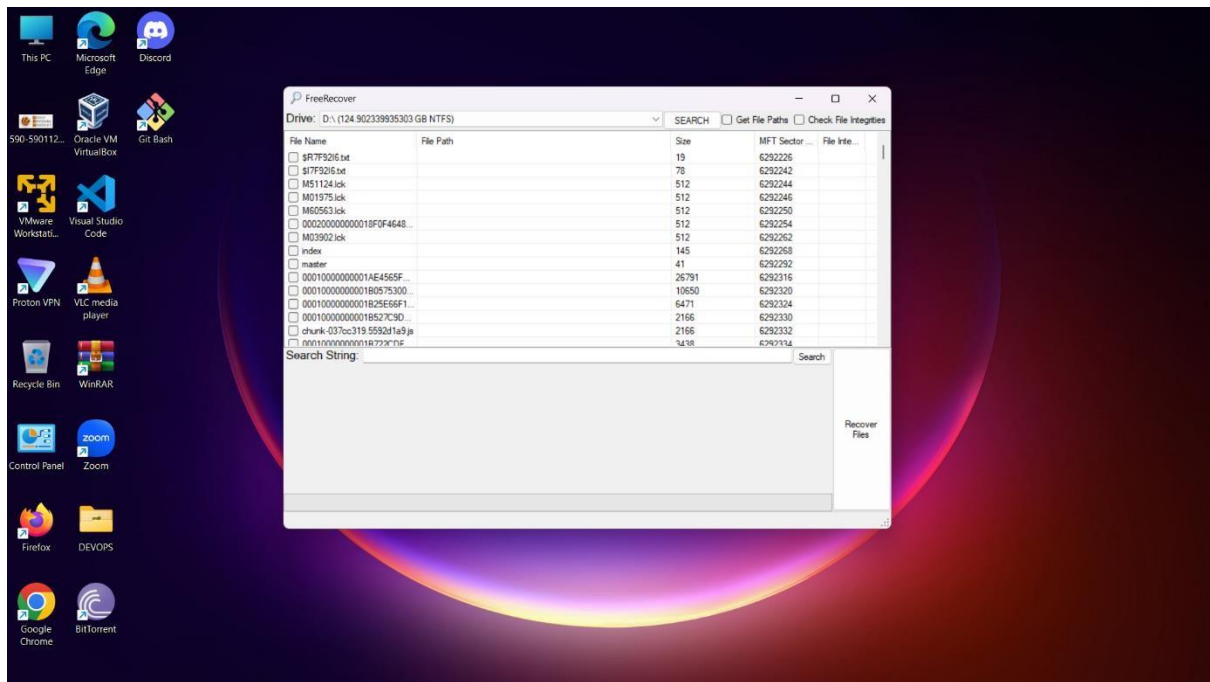 This PC
Microsoft
Edge
Discord
590-590112...
Oracle VM
VirtualBox
Git Bash
VMware
Workstati...
Visual Studio
Code
Proton VPN
VLC media
player
Recycle Bin
WinRAR
Control Panel
zoom
Zoom
Firefox
DEVOPS
Google
Chrome
BitTorrent
FreeRecover
Drive: D:\ (124.902339935303 GB NTFS) SEARCH Get File Paths Check File Integrities
File Name File Path Size MFT Sector ... File Inte...
$R7F92I6.txt 19 6292226
$I7F92I6.txt 78 6292242
M51124.lck 512 6292244
M01975.lck 512 6292246
M60563.lck 512 6292250
000200000000018F0F4648... 512 6292254
M03902.lck 512 6292262
index 145 6292268
master 41 6292292
00010000000001AE4565F... 26791 6292316
00010000000001B0575300... 10650 6292320
00010000000001B25E66F1... 6471 6292324
00010000000001B527C9D... 2166 6292330
chunk-037cc319.5592d1a9.js 2166 6292332
00010000000001B722CDF... 3438 6292334
Search String: Search
Recover
Files